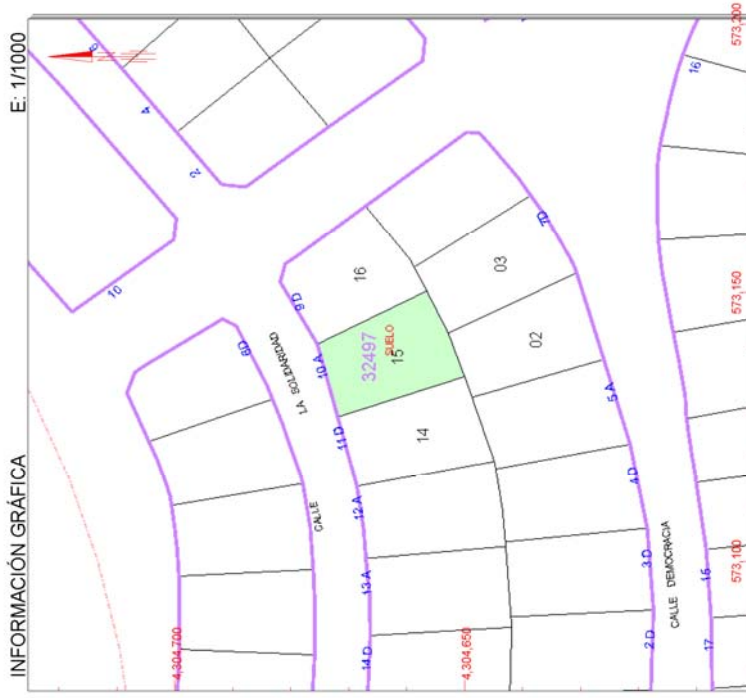 INFORMACIÓN GRÁFICA
E: 1/1000
6
4
2
10
573,200
16
4,304,700
6D
LA SOLIDARIDAD
CALLE
9 D
10 A
11 D
12 A
13 A
14 D
16
32497
SUELO
15
14
03
02
7D
5 A
4 D
3 D
2 D
4,304,650
573,150
CALLE DEMOCRACIA
573,100
15
17